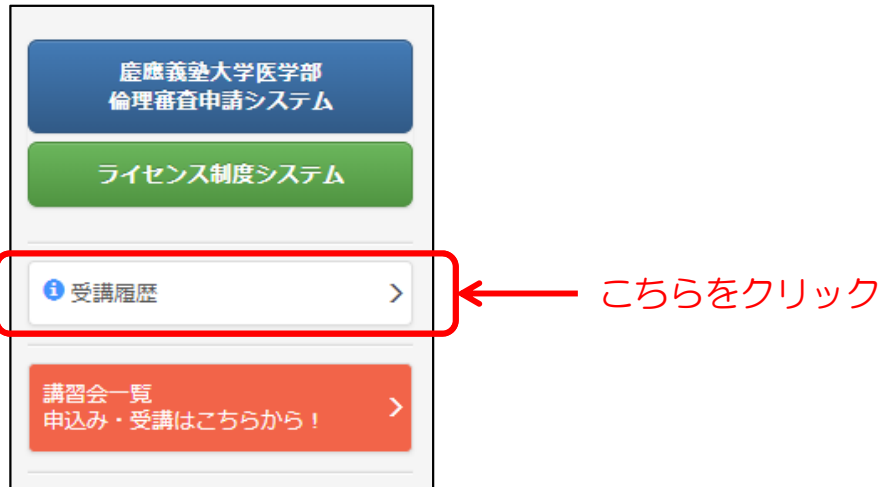 慶應義塾大学医学部
倫理審査申請システム
ライセンス制度システム
受講履歴
こちらをクリック
講習会一覧
申込み・受講はこちらから！